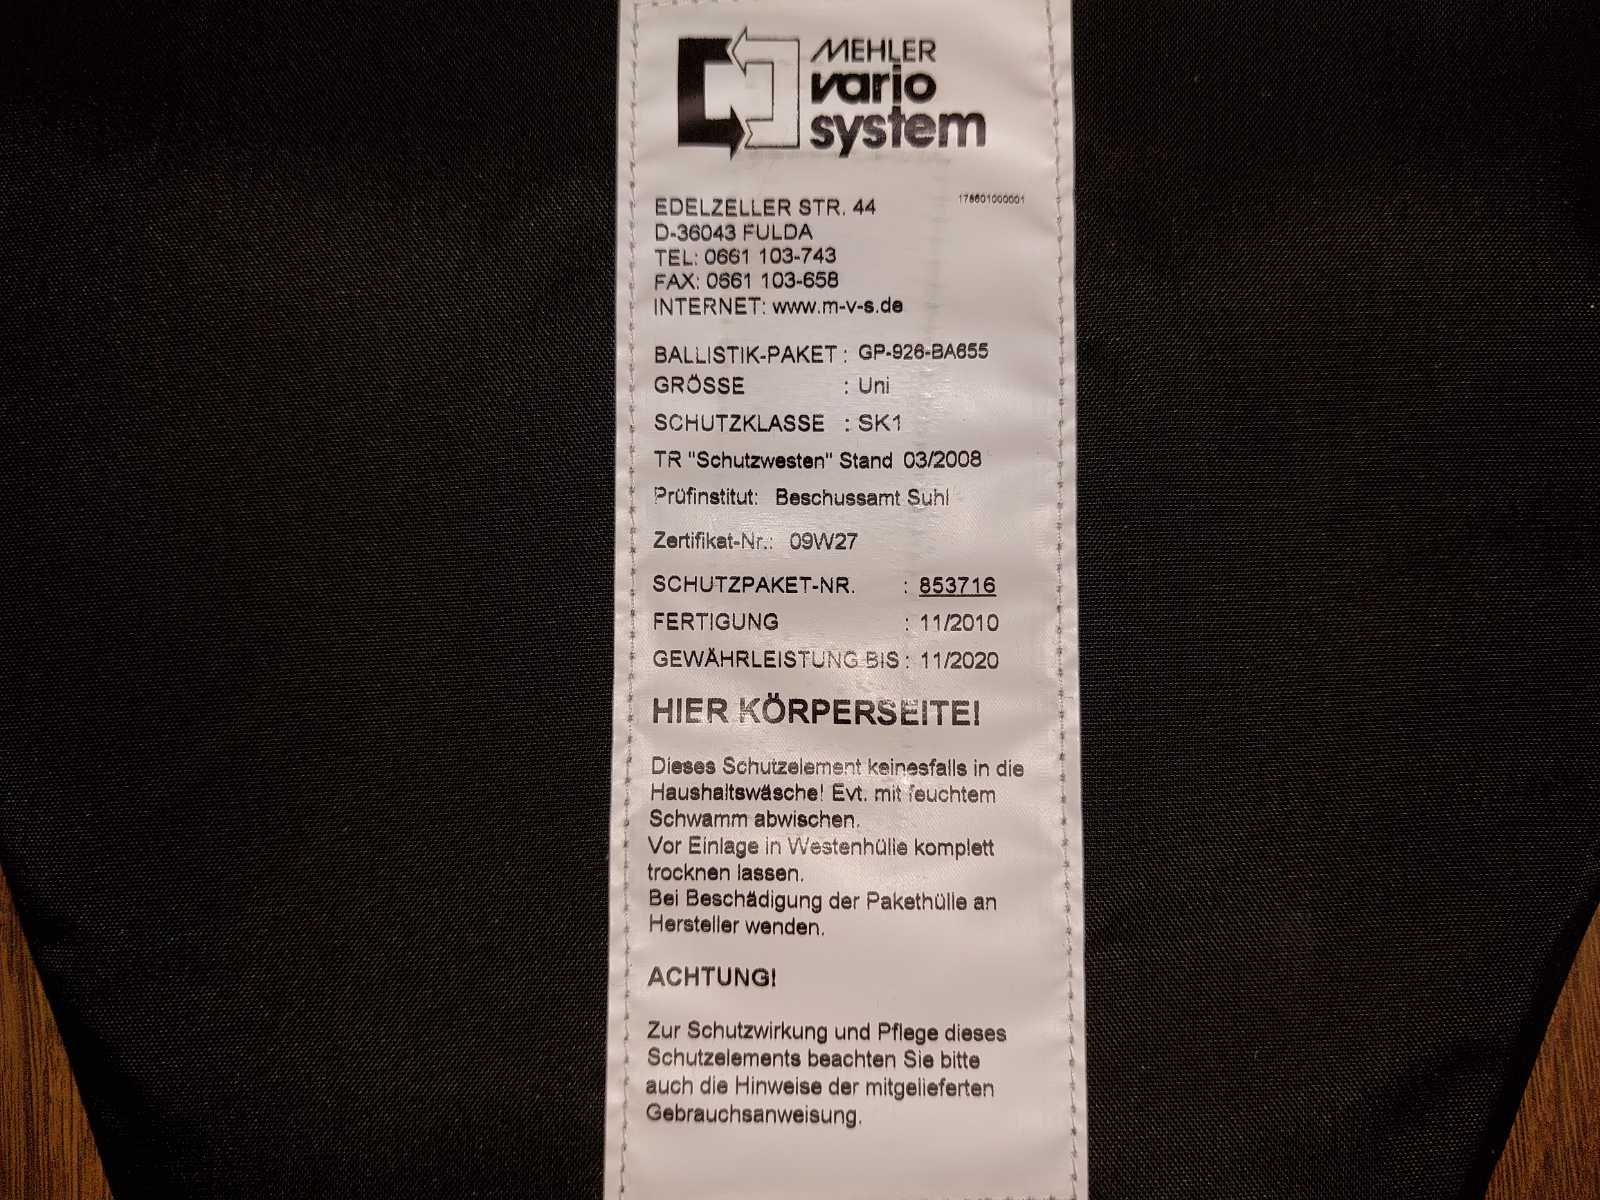 MEHLER
vario
system
178601000001
EDELZELLER STR. 44
D-36043 FULDA
TEL: 0661 103-743
FAX: 0661 103-658
INTERNET: www.m-v-s.de
BALLISTIK-PAKET : GP-926-BA655
GRÖSSE : Uni
SCHUTZKLASSE : SK1
TR "Schutzwesten" Stand 03/2008
Prüfinstitut: Beschussamt Suhl
Zertifikat-Nr.: 09W27
SCHUTZPAKET-NR. : 853716
FERTIGUNG : 11/2010
GEWÄHRLEISTUNG BIS : 11/2020
HIER KÖRPERSEITE!
Dieses Schutzelement keinesfalls in die
Haushaltswäsche! Evt. mit feuchtem
Schwamm abwischen.
Vor Einlage in Westenhülle komplett
trocknen lassen.
Bei Beschädigung der Pakethülle an
Hersteller wenden.
ACHTUNG!
Zur Schutzwirkung und Pflege dieses
Schutzelements beachten Sie bitte
auch die Hinweise der mitgelieferten
Gebrauchsanweisung.